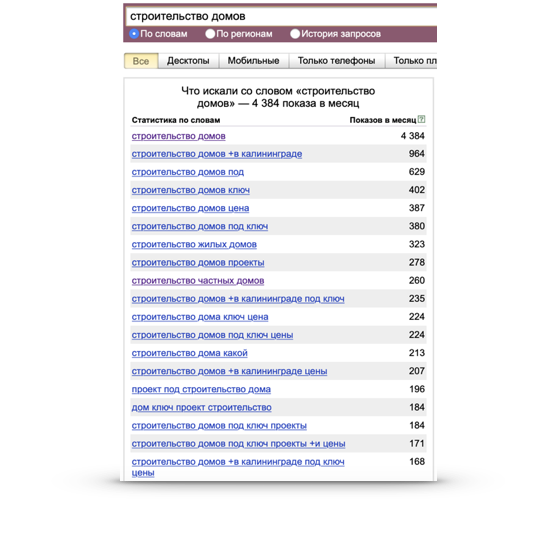 строительство домов
По словам По регионам История запросов
Все Десктопы Мобильные Только телефоны Только пл
Что искали со словом «строительство
домов» — 4 384 показа в месяц
Статистика по словам Показов в месяц ?
строительство домов 4 384
строительство домов +в калининграде 964
строительство домов под 629
строительство домов ключ 402
строительство домов цена 387
строительство домов под ключ 380
строительство жилых домов 323
строительство домов проекты 278
строительство частных домов 260
строительство домов +в калининграде под ключ 235
строительство дома ключ цена 224
строительство домов под ключ цены 224
строительство дома какой 213
строительство домов +в калининграде цены 207
проект под строительство дома 196
дом ключ проект строительство 184
строительство домов под ключ проекты 184
строительство домов под ключ проекты +и цены 171
строительство домов +в калининграде под ключ 168
цены